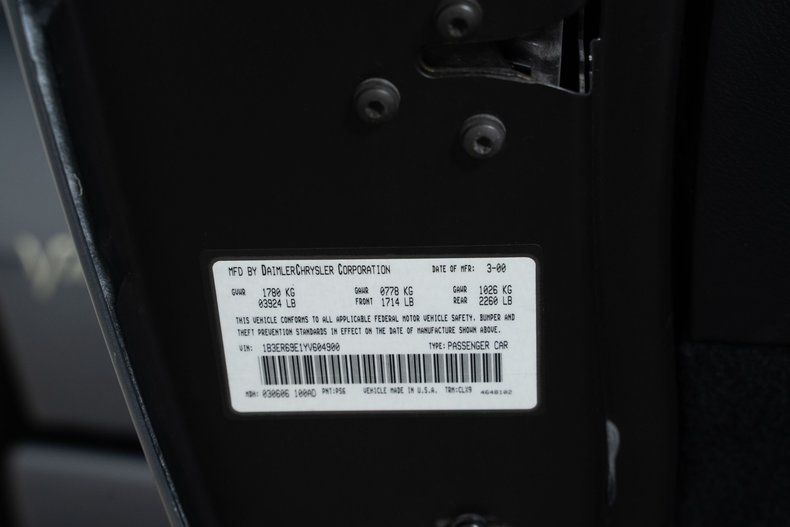 MFD BY DAIMLERCHRYSLER CORPORATION DATE OF MFR: 3-00
GVWR 1780 KG GAWR 0778 KG GAWR 1026 KG
03924 LB FRONT 1714 LB REAR 2260 LB
THIS VEHICLE CONFORMS TO ALL APPLICABLE FEDERAL MOTOR VEHICLE SAFETY, BUMPER AND
THEFT PREVENTION STANDARDS IN EFFECT ON THE DATE OF MANUFACTURE SHOWN ABOVE.
VIN: 1B3ER69E1YV604900 TYPE: PASSENGER CAR
MDH: 030606 100AD PNT: PS6 VEHICLE MADE IN U.S.A. TRM: CLX9 4648102